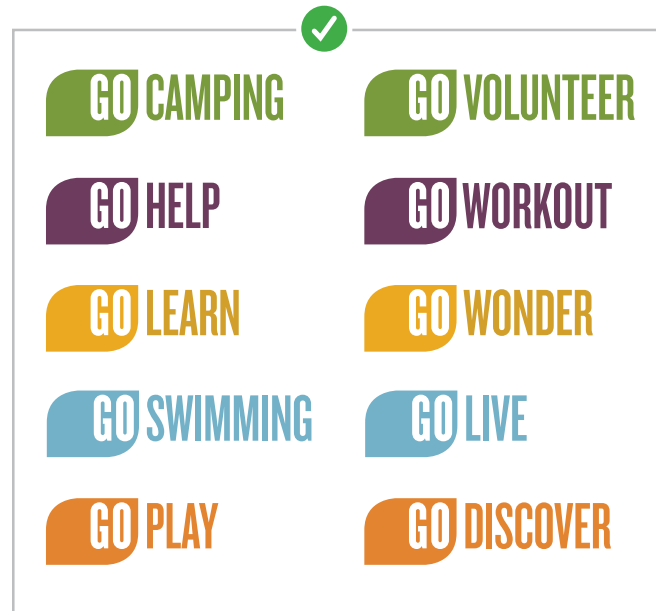 GO CAMPING
GO VOLUNTEER
GO HELP
GO WORKOUT
GO LEARN
GO WONDER
GO SWIMMING
GO LIVE
GO PLAY
GO DISCOVER